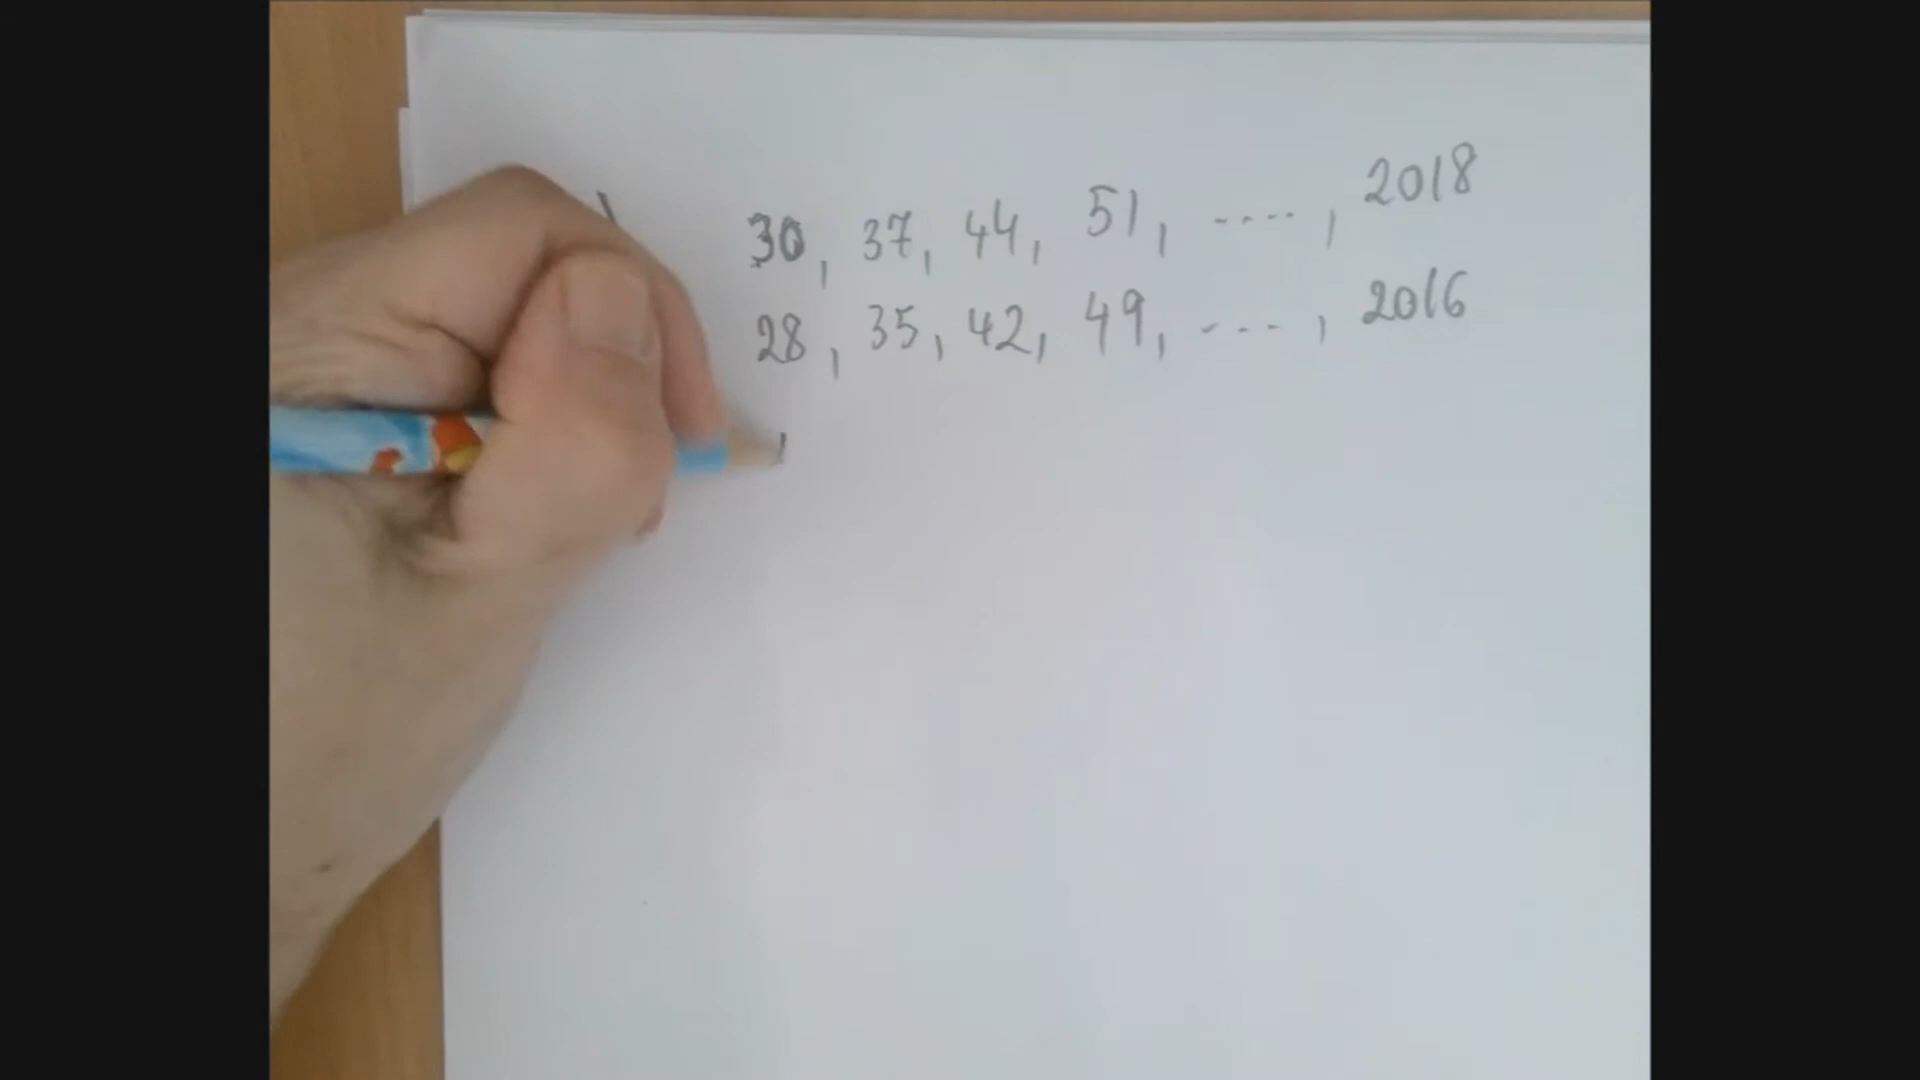 30, 37, 44, 51, ...., 2018
28, 35, 42, 49, ..., 2016